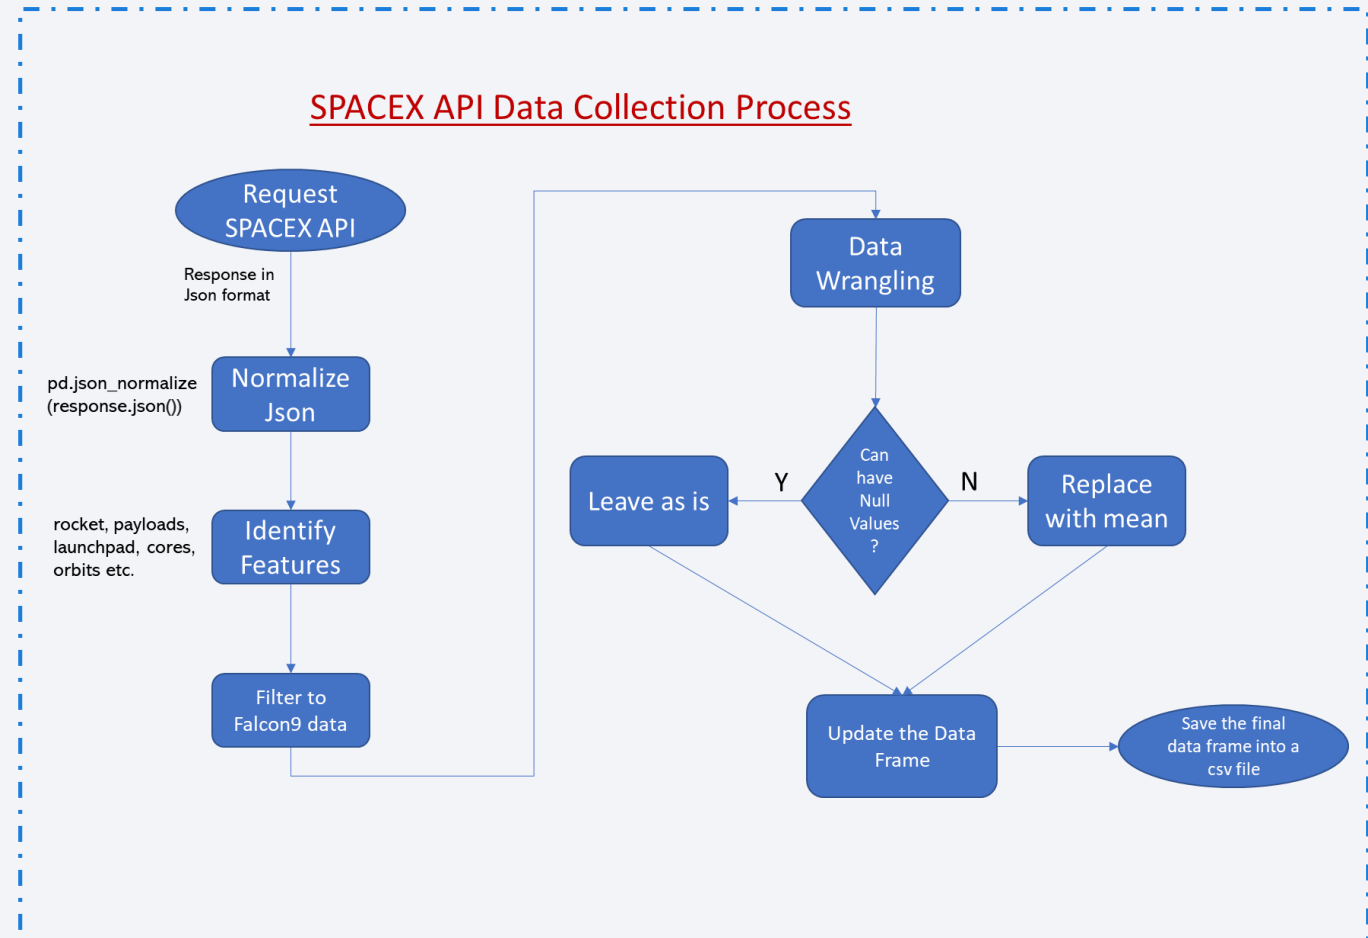 SPACEX API Data Collection Process
Request
SPACEX API
Response in
Json format
pd.json_normalize
(response.json())
Normalize
Json
rocket, payloads,
launchpad, cores,
orbits etc.
Identify
Features
Filter to
Falcon9 data
Data
Wrangling
Can
have
Null
Values
?
Y
N
Leave as is
Replace
with mean
Update the Data
Frame
Save the final
data frame into a
csv file